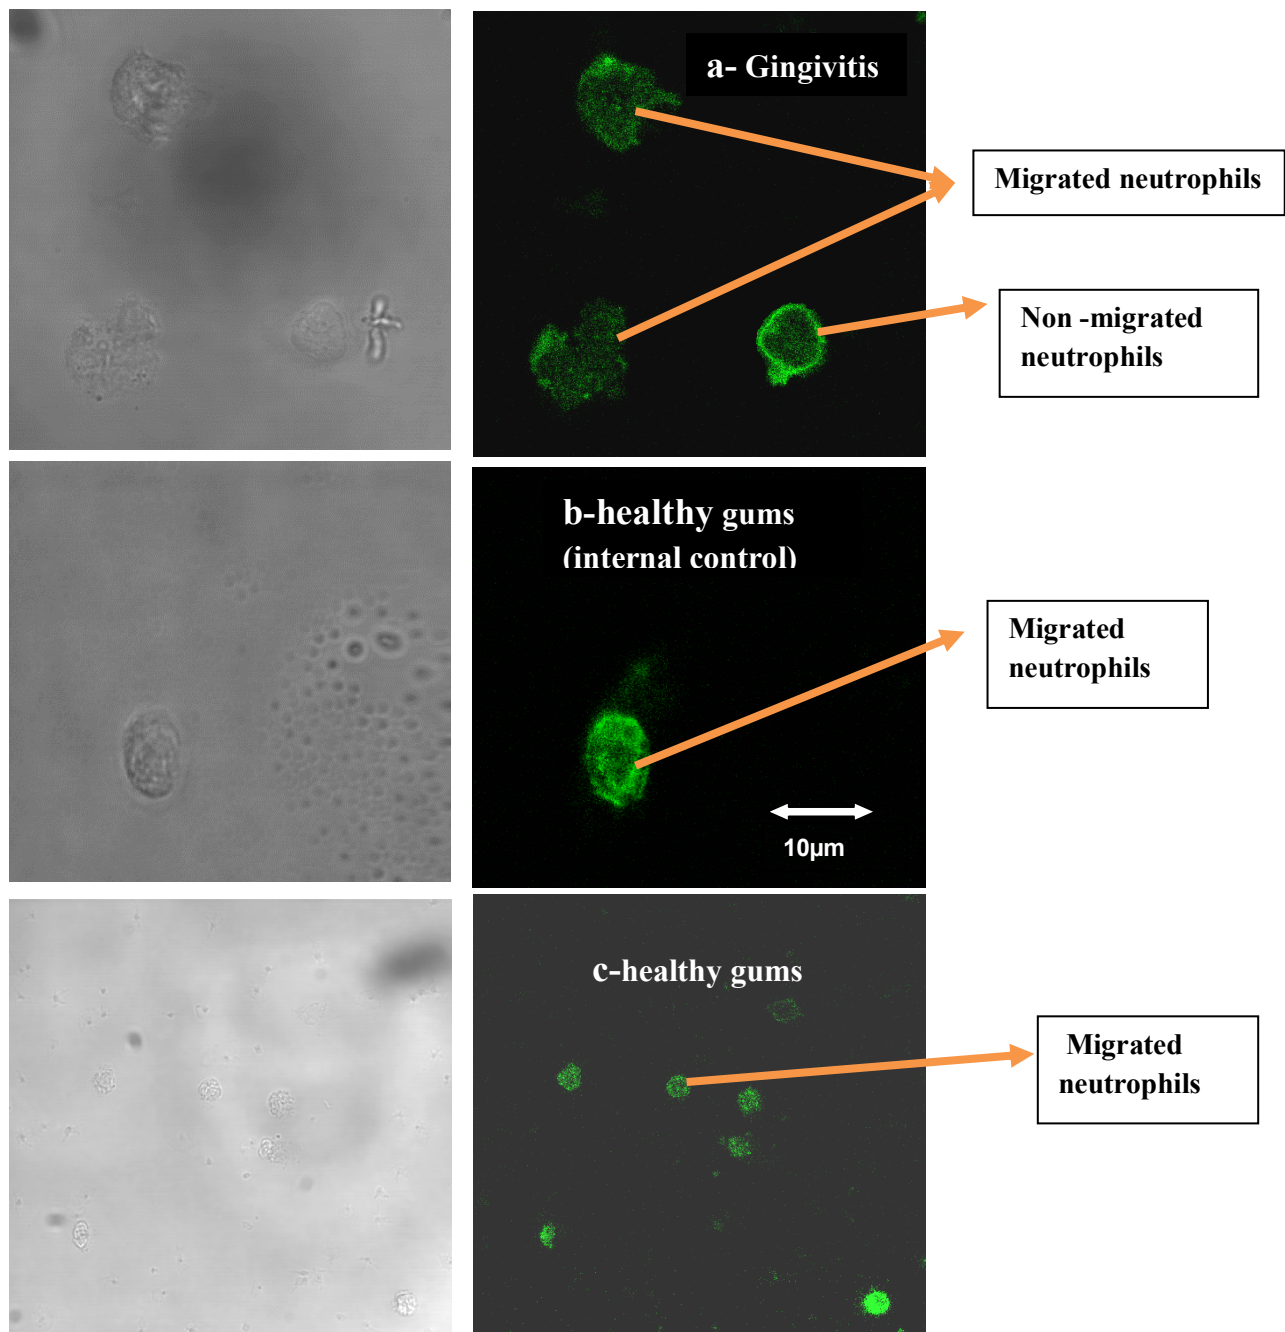 a- Gingivitis
Migrated neutrophils
Non -migrated
neutrophils
b-healthy gums
(internal control)
Migrated
neutrophils
10µm
c-healthy gums
Migrated
neutrophils